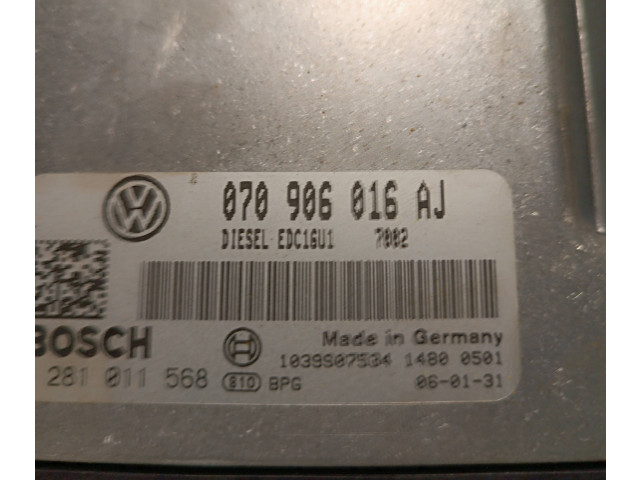 070 906 016 AJ
DIESEL EDC16U1 7002
BOSCH
Made in Germany
1039S07534 1480 0501
281 011 568 810 BPG 06-01-31